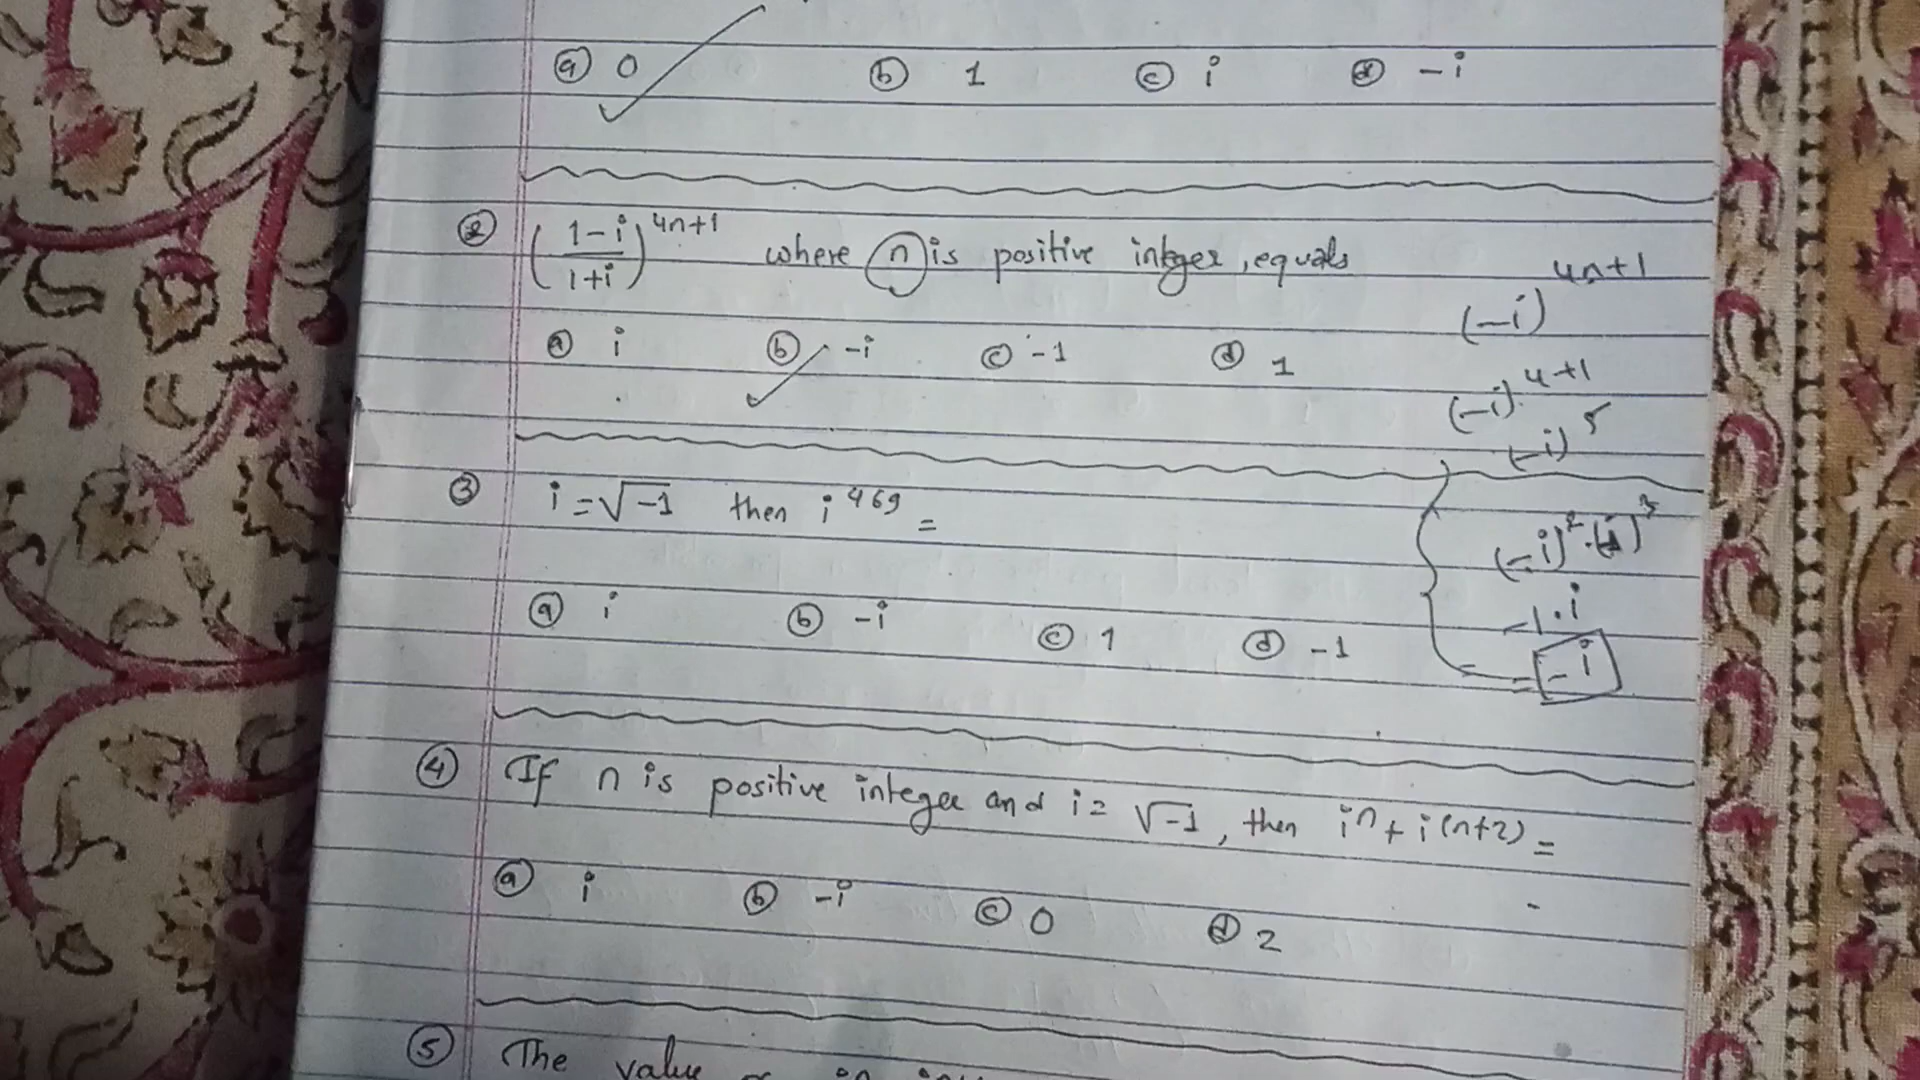 ⓐ 0 ⓑ 1 ⓒ i ⓓ -i
② (1-i/1+i)^4n+1 where n is positive integer, equals
ⓐ i ⓑ -i ⓒ -1 ⓓ 1
(-i)^4n+1
(-i)^4+1
(-i)^5
(-i)^2
-1.i
= -i
③ i=√-1 then i^469 =
ⓐ i ⓑ -i ⓒ 1 ⓓ -1
④ If n is positive integer and i= √-1, then i^n + i(n+2) =
ⓐ i ⓑ -i ⓒ 0 ⓓ 2
⑤ The value